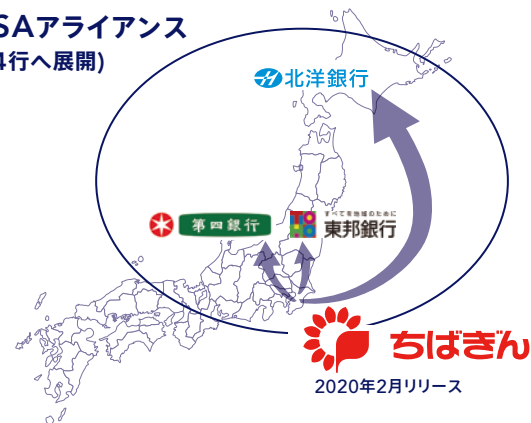 SAアライアンス
4行へ展開)
北洋銀行
第四銀行
すべてを地域のために
TOHO
東邦銀行
ちばぎん
2020年2月リリース